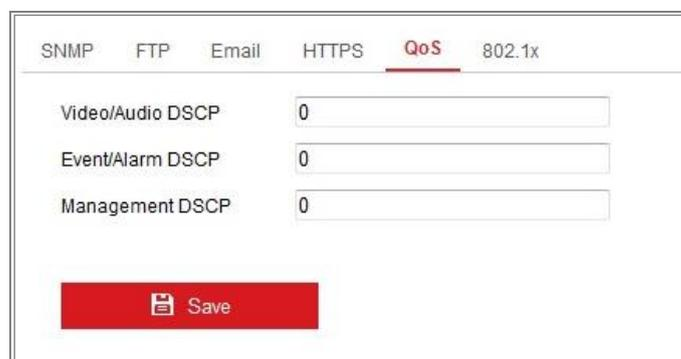 SNMP FTP Email HTTPS QoS 802.1x
Video/Audio DSCP 0
Event/Alarm DSCP 0
Management DSCP 0
Save